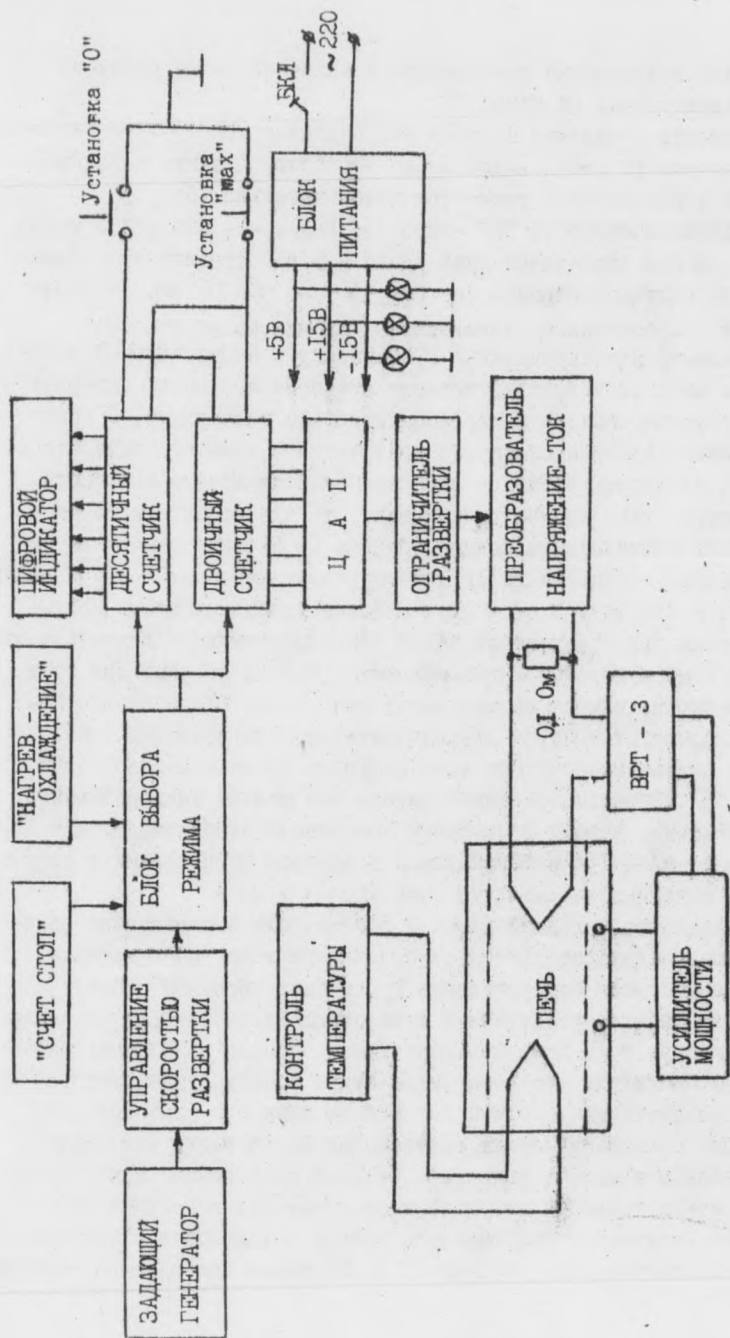 ЗАДАЮЩИЙ
ГЕНЕРАТОР
УПРАВЛЕНИЕ
СКОРОСТЬЮ
РАЗВЕРТКИ
"СЧЕТ СТОП"
"НАГРЕВ -
ОХЛАЖДЕНИЕ"
БЛОК ВЫБОРА
РЕЖИМА
ЦИФРОВОЙ
ИНДИКАТОР
ДЕСЯТИЧНЫЙ
СЧЕТЧИК
ДВОИЧНЫЙ
СЧЕТЧИК
Установка "0"
Установка
"max"
ВКЛ
~ 220
БЛОК
ПИТАНИЯ
+5В
+15В
-15В
Ц А П
ОГРАНИЧИТЕЛЬ
РАЗВЕРТКИ
ПРЕОБРАЗОВАТЕЛЬ
НАПРЯЖЕНИЕ-ТОК
ОД Ом
КОНТРОЛЬ
ТЕМПЕРАТУРЫ
ПЕЧЬ
ВРТ - 3
УСИЛИТЕЛЬ
МОЩНОСТИ